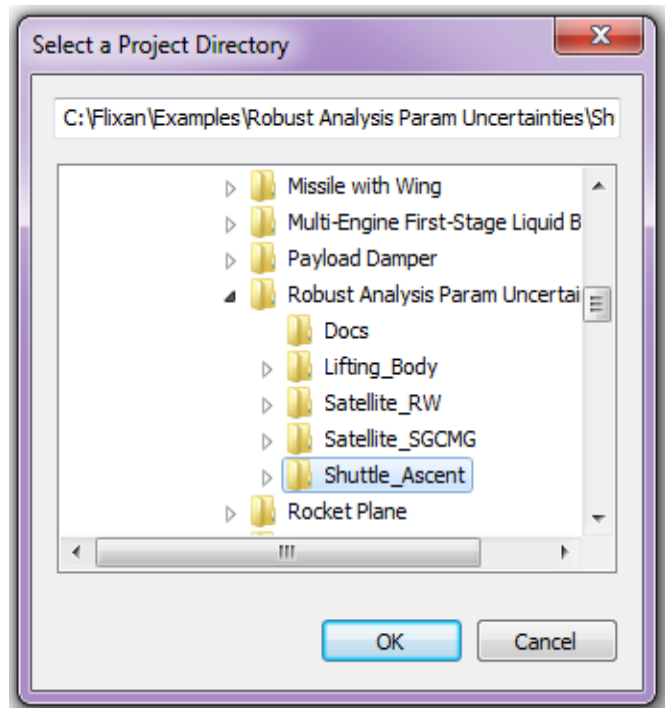 Select a Project Directory
C:\Flixan\Examples\Robust Analysis Param Uncertainties\Sh
Missile with Wing
Multi-Engine First-Stage Liquid B
Payload Damper
Robust Analysis Param Uncertai
Docs
Lifting_Body
Satellite_RW
Satellite_SGCMG
Shuttle_Ascent
Rocket Plane
OK Cancel